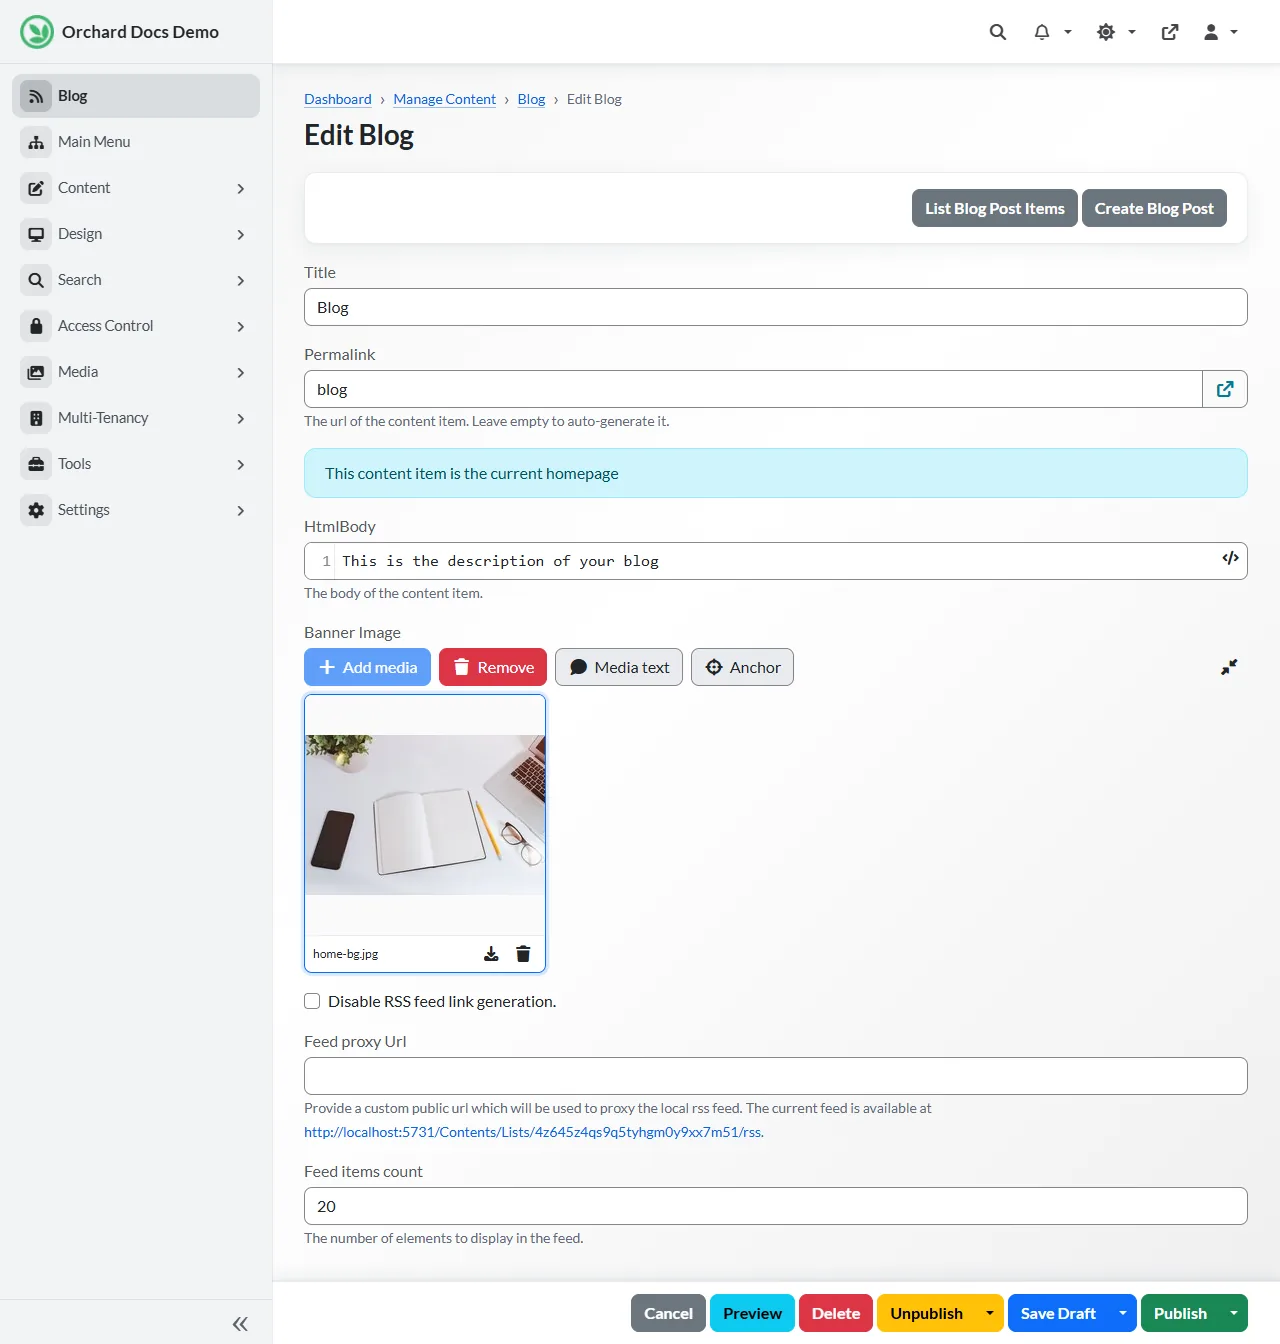 Orchard Docs Demo
Blog
Main Menu
Content
Design
Search
Access Control
Media
Multi-Tenancy
Tools
Settings
Dashboard › Manage Content › Blog › Edit Blog
Edit Blog
List Blog Post Items Create Blog Post
Title
Blog
Permalink
blog
The url of the content item. Leave empty to auto-generate it.
This content item is the current homepage
HtmlBody
1 This is the description of your blog
The body of the content item.
Banner Image
Add media Remove Media text Anchor
home-bg.jpg
Disable RSS feed link generation.
Feed proxy Url
Provide a custom public url which will be used to proxy the local rss feed. The current feed is available at
http://localhost:5731/Contents/Lists/4z645z4qs9q5tyhgm0y9xx7m51/rss.
Feed items count
20
The number of elements to display in the feed.
Cancel Preview Delete Unpublish Save Draft Publish